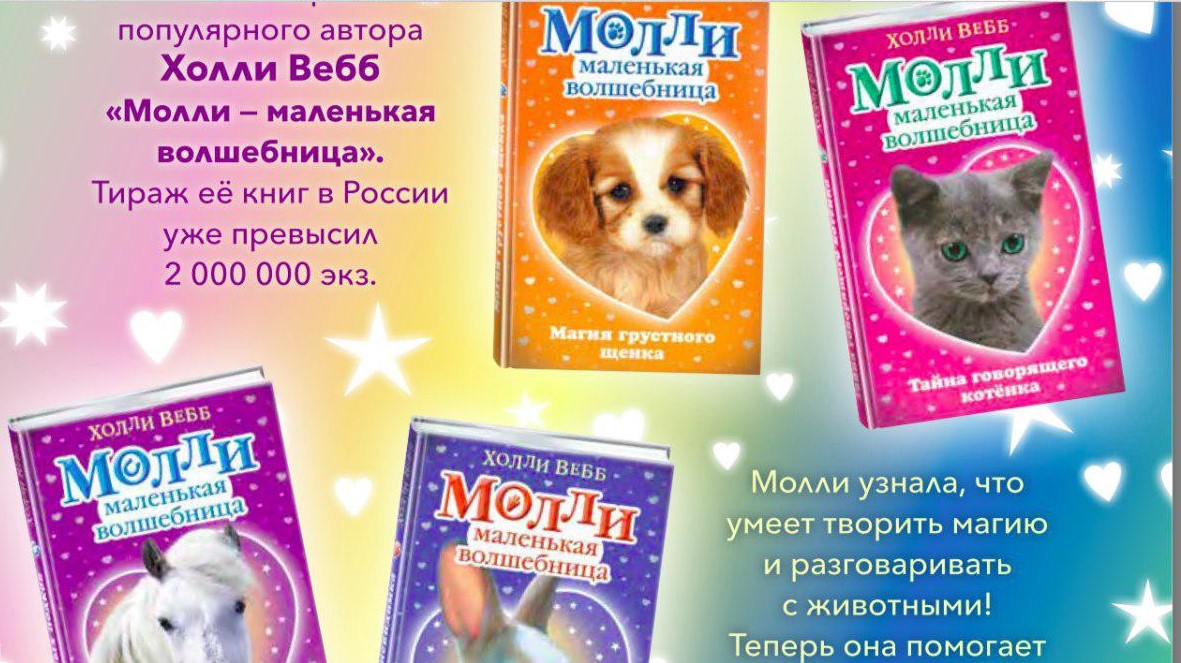 популярного автора
Холли Вебб
«Молли – маленькая
волшебница».
Тираж её книг в России
уже превысил
2 000 000 экз.
Молли
маленькая
волшебница
Магия грустного
щенка
ХОЛЛИ ВЕББ
Молли
маленькая
волшебница
Тайна говорящего
котёнка
ХОЛЛИ ВЕББ
Молли
маленькая
волшебница
ХОЛЛИ ВЕББ
Молли
маленькая
волшебница
Молли узнала, что
умеет творить магию
и разговаривать
с животными!
Теперь она помогает